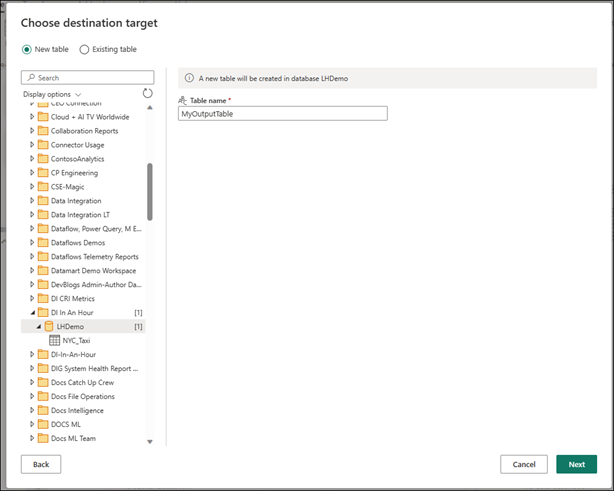 Choose destination target
New table
Existing table
Search
Display options
CEO Connection
Cloud + AI TV Worldwide
Collaboration Reports
Connector Usage
ContosoAnalytics
CP Engineering
CSE-Magic
Data Integration
Data Integration LT
Dataflow, Power Query, M E...
Dataflows Demos
Dataflows Telemetry Reports
Datamart Demo Workspace
DevBlogs Admin-Author Da...
DI CRI Metrics
DI In An Hour [1]
LHDemo [1]
NYC_Taxi
DI-In-An-Hour
DIG System Health Report ...
Docs Catch Up Crew
Docs File Operations
Docs Intelligence
DOCS ML
Docs ML Team
A new table will be created in database LHDemo
Table name *
MyOutputTable
Back
Cancel
Next